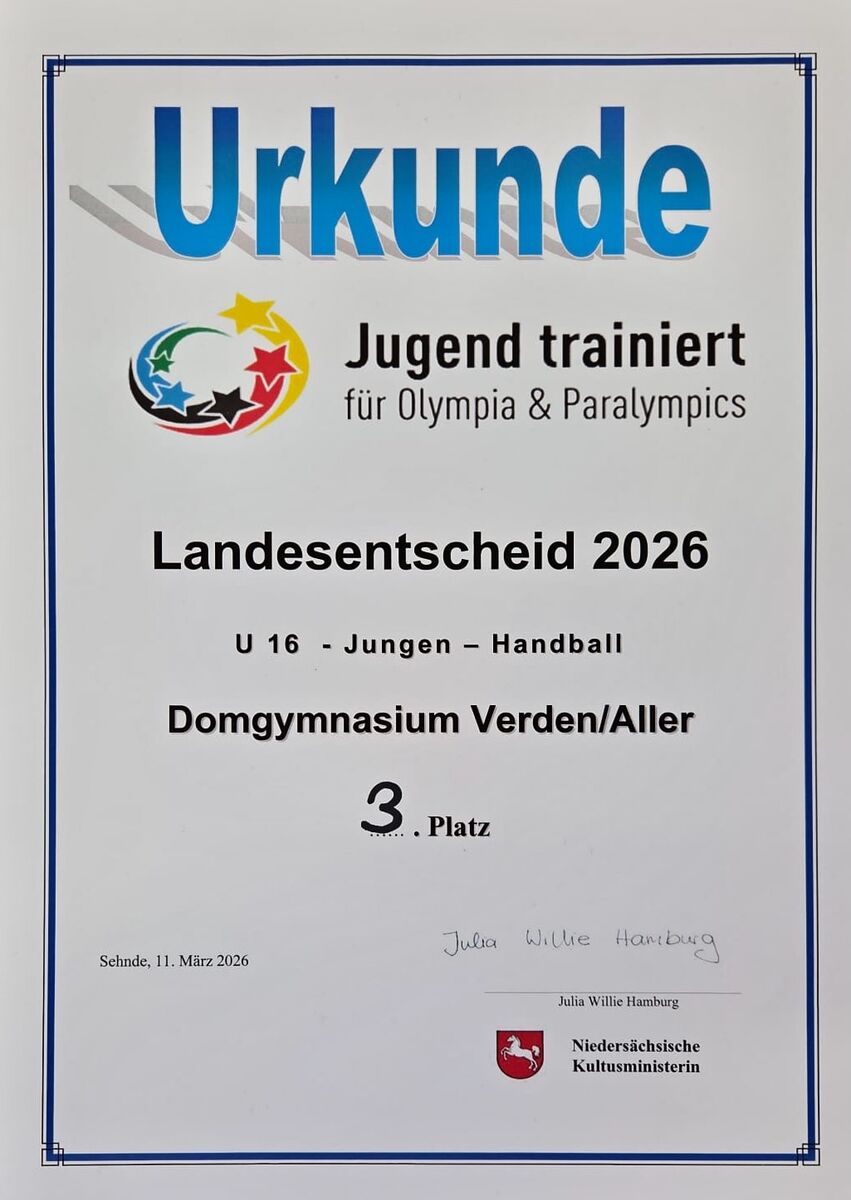 Urkunde
Jugend trainiert
für Olympia & Paralympics
Landesentscheid 2026
U 16 - Jungen – Handball
Domgymnasium Verden/Aller
3. Platz
Julia Willie Hamburg
Sehnde, 11. März 2026
Julia Willie Hamburg
Niedersächsische
Kultusministerin